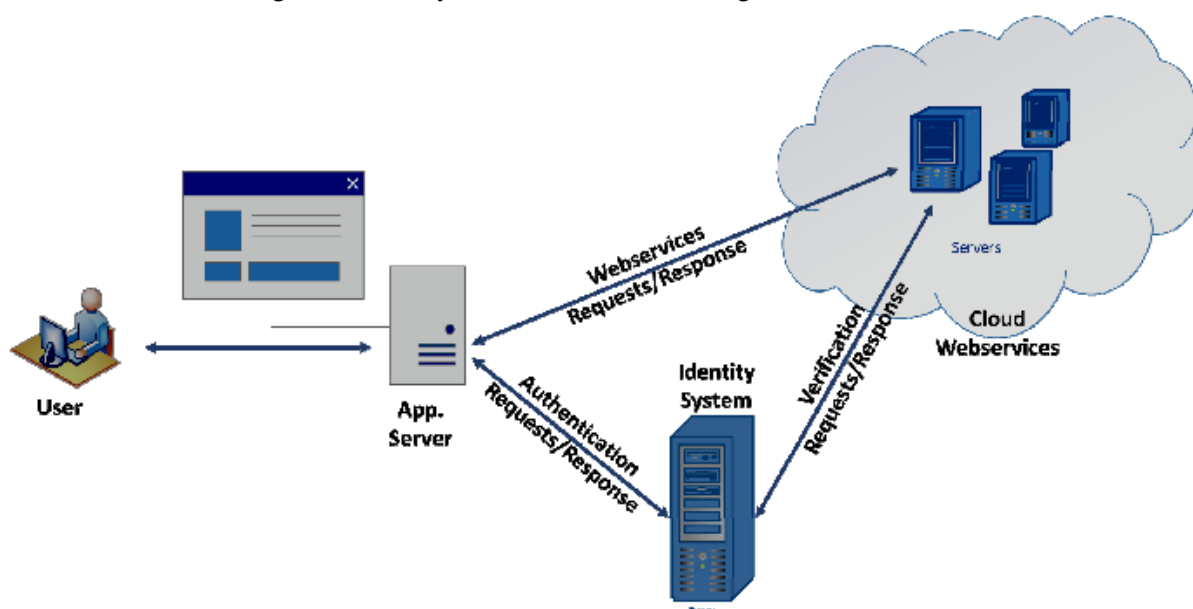 Webservices
Requests/Response
Servers
Cloud
Webservices
Verification
Requests/Response
Identity
System
Authentication
Requests/Response
User
App.
Server